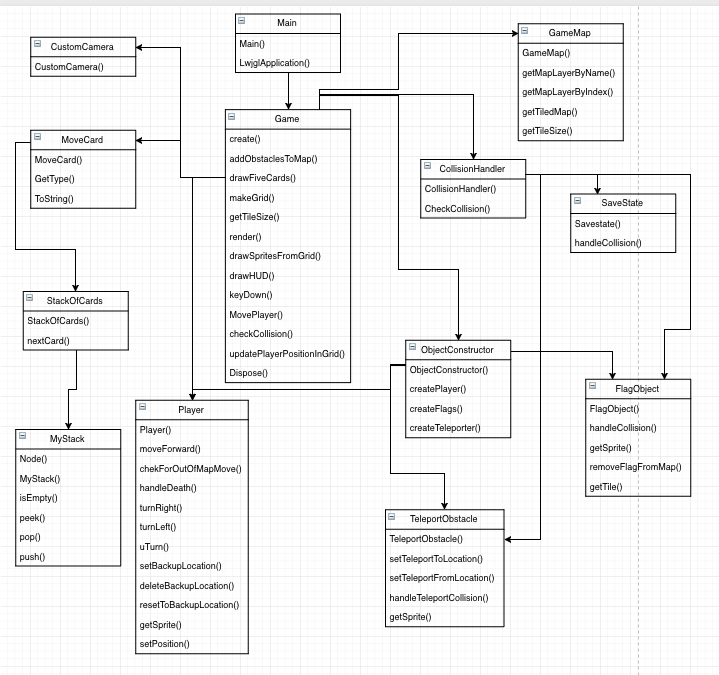 Main
Main()
LwjglApplication()
CustomCamera
CustomCamera()
GameMap
GameMap()
getMapLayerByName()
getMapLayerByIndex()
getTiledMap()
getTileSize()
MoveCard
MoveCard()
GetType()
ToString()
Game
create()
addObstaclesToMap()
drawFiveCards()
makeGrid()
getTileSize()
render()
drawSpritesFromGrid()
drawHUD()
keyDown()
MovePlayer()
checkCollision()
updatePlayerPositionInGrid()
Dispose()
CollisionHandler
CollisionHandler()
CheckCollision()
SaveState
Savestate()
handleCollision()
StackOfCards
StackOfCards()
nextCard()
ObjectConstructor
ObjectConstructor()
createPlayer()
createFlags()
createTeleporter()
FlagObject
FlagObject()
handleCollision()
getSprite()
removeFlagFromMap()
getTile()
MyStack
Node()
MyStack()
isEmpty()
peek()
pop()
push()
Player
Player()
moveForward()
chekForOutOfMapMove()
handleDeath()
turnRight()
turnLeft()
uTurn()
setBackupLocation()
deleteBackupLocation()
resetToBackupLocation()
getSprite()
setPosition()
TeleportObstacle
TeleportObstacle()
setTeleportToLocation()
setTeleportFromLocation()
handleTeleportCollision()
getSprite()